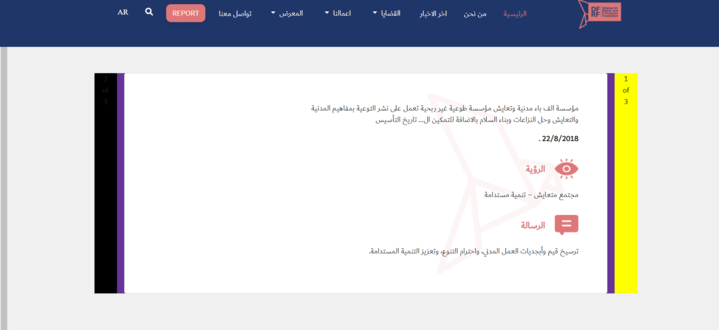 الرئيسية
من نحن
اخر الاخبار
القضايا
اعمالنا
المعرض
تواصل معنا
REPORT
AR
1
of
3
مؤسسة الف باء مدنية وتعايش مؤسسة طوعية غير ربحية تعمل على نشر التوعية بمفاهيم المدنية
والتعايش وحل النزاعات وبناء السلام بالاضافة للتمكين ال... تاريخ التأسيس
22/8/2018 .
الرؤية
مجتمع متعايش – تنمية مستدامة
الرسالة
ترسيخ قيم وأبجديات العمل المدني، واحترام التنوع، وتعزيز التنمية المستدامة.